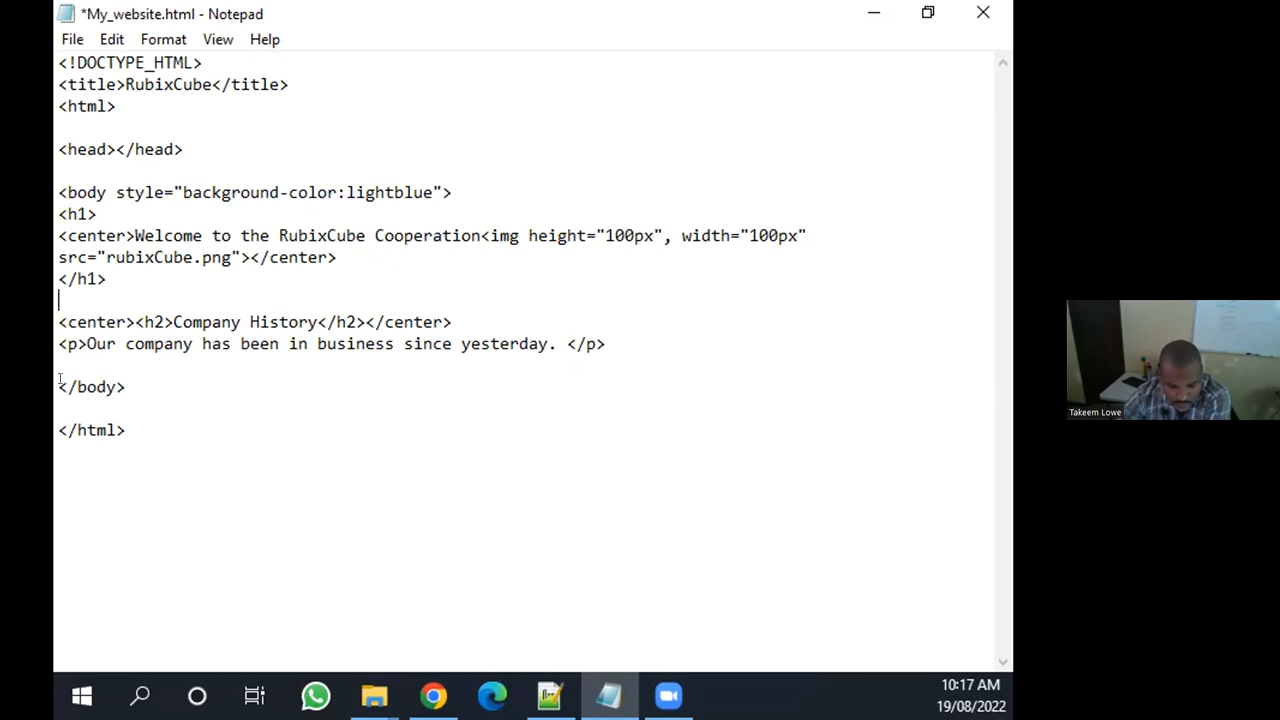 *My_website.html - Notepad
File Edit Format View Help
<!DOCTYPE_HTML>
<title>RubixCube</title>
<html>
<head></head>
<body style="background-color:lightblue">
<h1>
<center>Welcome to the RubixCube Cooperation<img height="100px", width="100px"
src="rubixCube.png"></center>
</h1>
<center><h2>Company History</h2></center>
<p>Our company has been in business since yesterday. </p>
</body>
</html>
Takeem Lowe
10:17 AM
19/08/2022